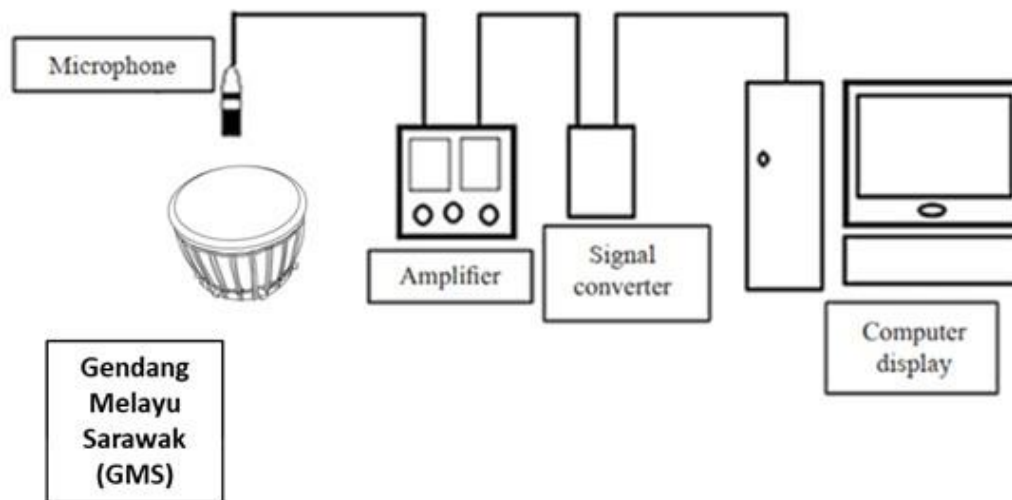 Microphone
Amplifier
Signal
converter
Computer
display
Gendang
Melayu
Sarawak
(GMS)